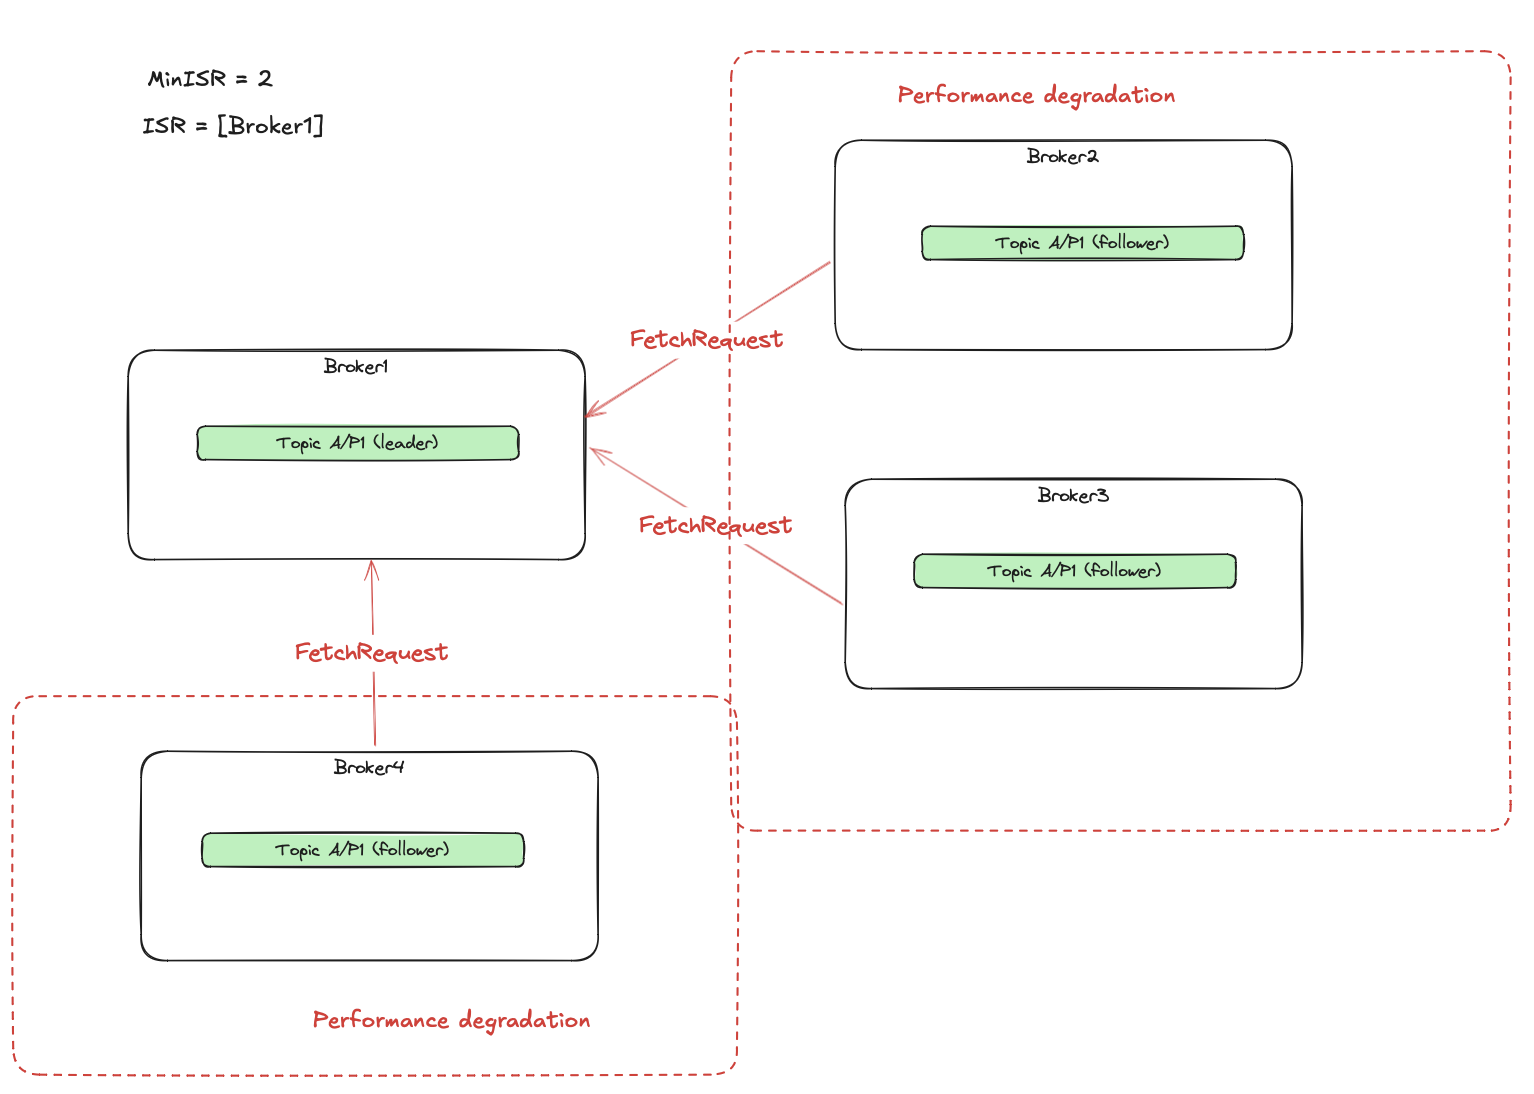 MinISR = 2
ISR = [Broker1]
Performance degradation
Broker2
Topic A/P1 (follower)
FetchRequest
Broker1
Topic A/P1 (leader)
Broker3
FetchRequest
Topic A/P1 (follower)
FetchRequest
Broker4
Topic A/P1 (follower)
Performance degradation